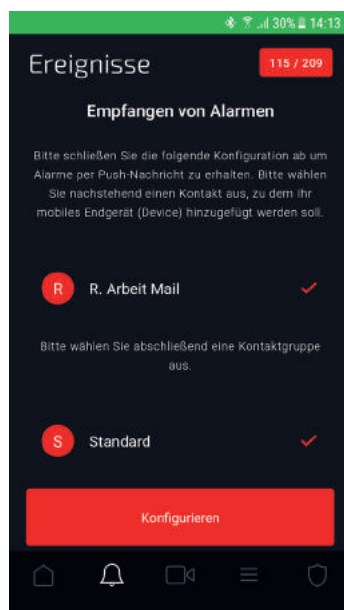 30% 14:13
Ereignisse
115 / 209
Empfangen von Alarmen
Bitte schließen Sie die folgende Konfiguration ab um
Alarme per Push-Nachricht zu erhalten. Bitte wählen
Sie nachstehend einen Kontakt aus, zu dem Ihr
mobiles Endgerät (Device) hinzugefügt werden soll.
R R. Arbeit Mail
Bitte wählen Sie abschließend eine Kontaktgruppe
aus.
S Standard
Konfigurieren